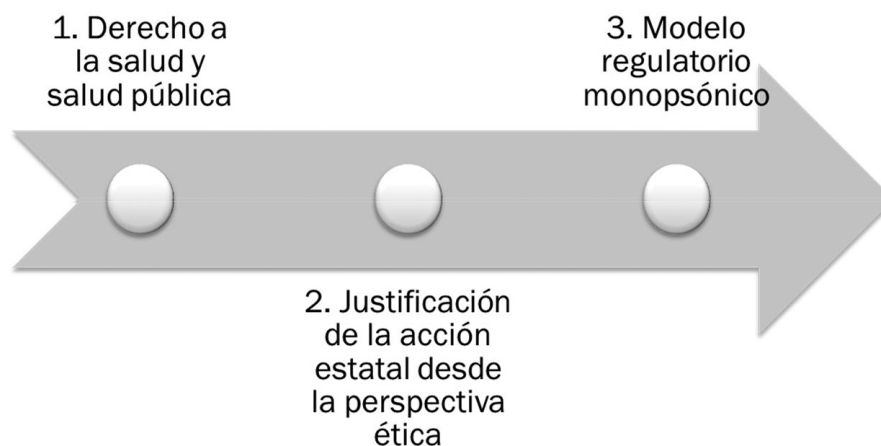 1. Derecho a
la salud y
salud pública
2. Justificación
de la acción
estatal desde
la perspectiva
ética
3. Modelo
regulatorio
monopsónico